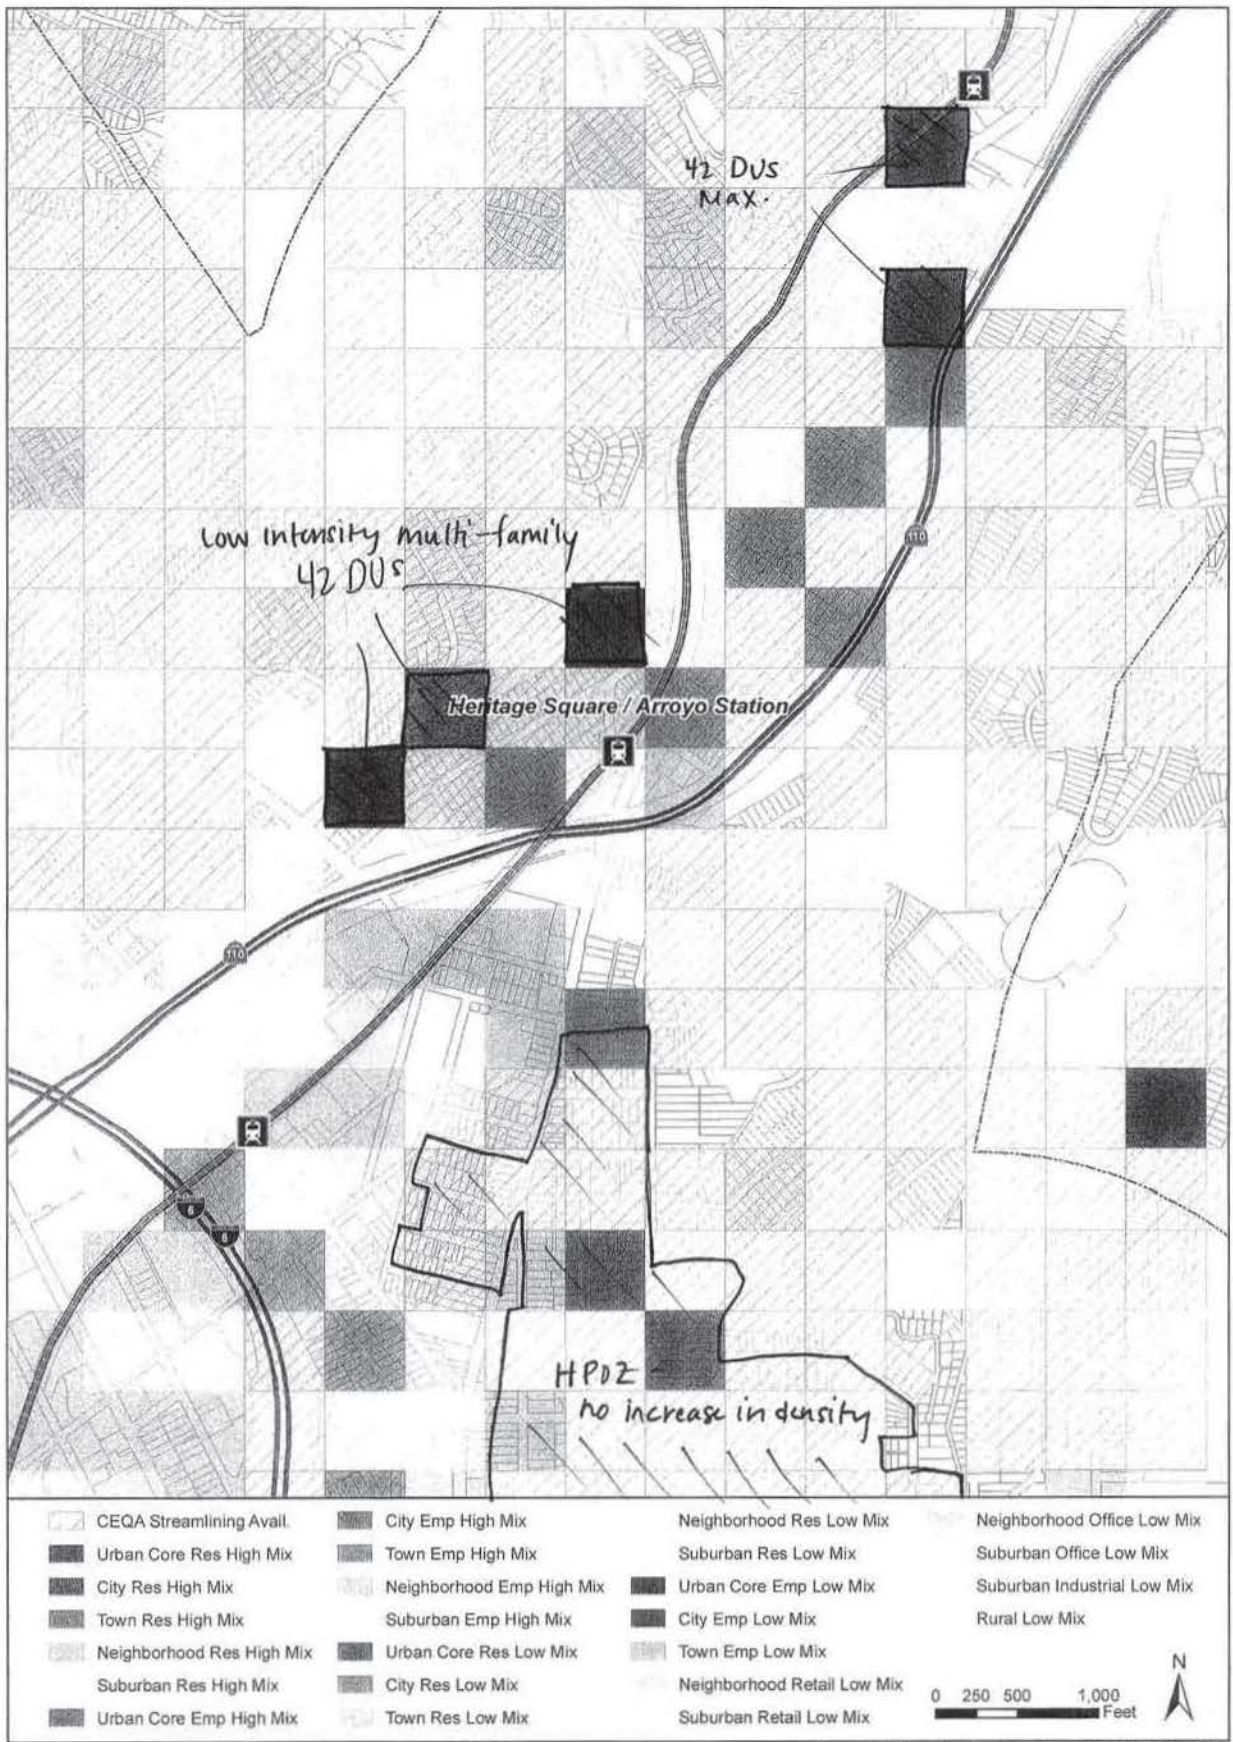 42 DUs
Max.
110
Low intensity multi-family
42 DUs
Heritage Square / Arroyo Station
110
6
6
HPOZ
no increase in density
CEQA Streamlining Avail.
Urban Core Res High Mix
City Res High Mix
Town Res High Mix
Neighborhood Res High Mix
Suburban Res High Mix
Urban Core Emp High Mix
City Emp High Mix
Town Emp High Mix
Neighborhood Emp High Mix
Suburban Emp High Mix
Urban Core Res Low Mix
City Res Low Mix
Town Res Low Mix
Neighborhood Res Low Mix
Suburban Res Low Mix
Urban Core Emp Low Mix
City Emp Low Mix
Town Emp Low Mix
Neighborhood Retail Low Mix
Suburban Retail Low Mix
Neighborhood Office Low Mix
Suburban Office Low Mix
Suburban Industrial Low Mix
Rural Low Mix
N
0 250 500 1,000
Feet